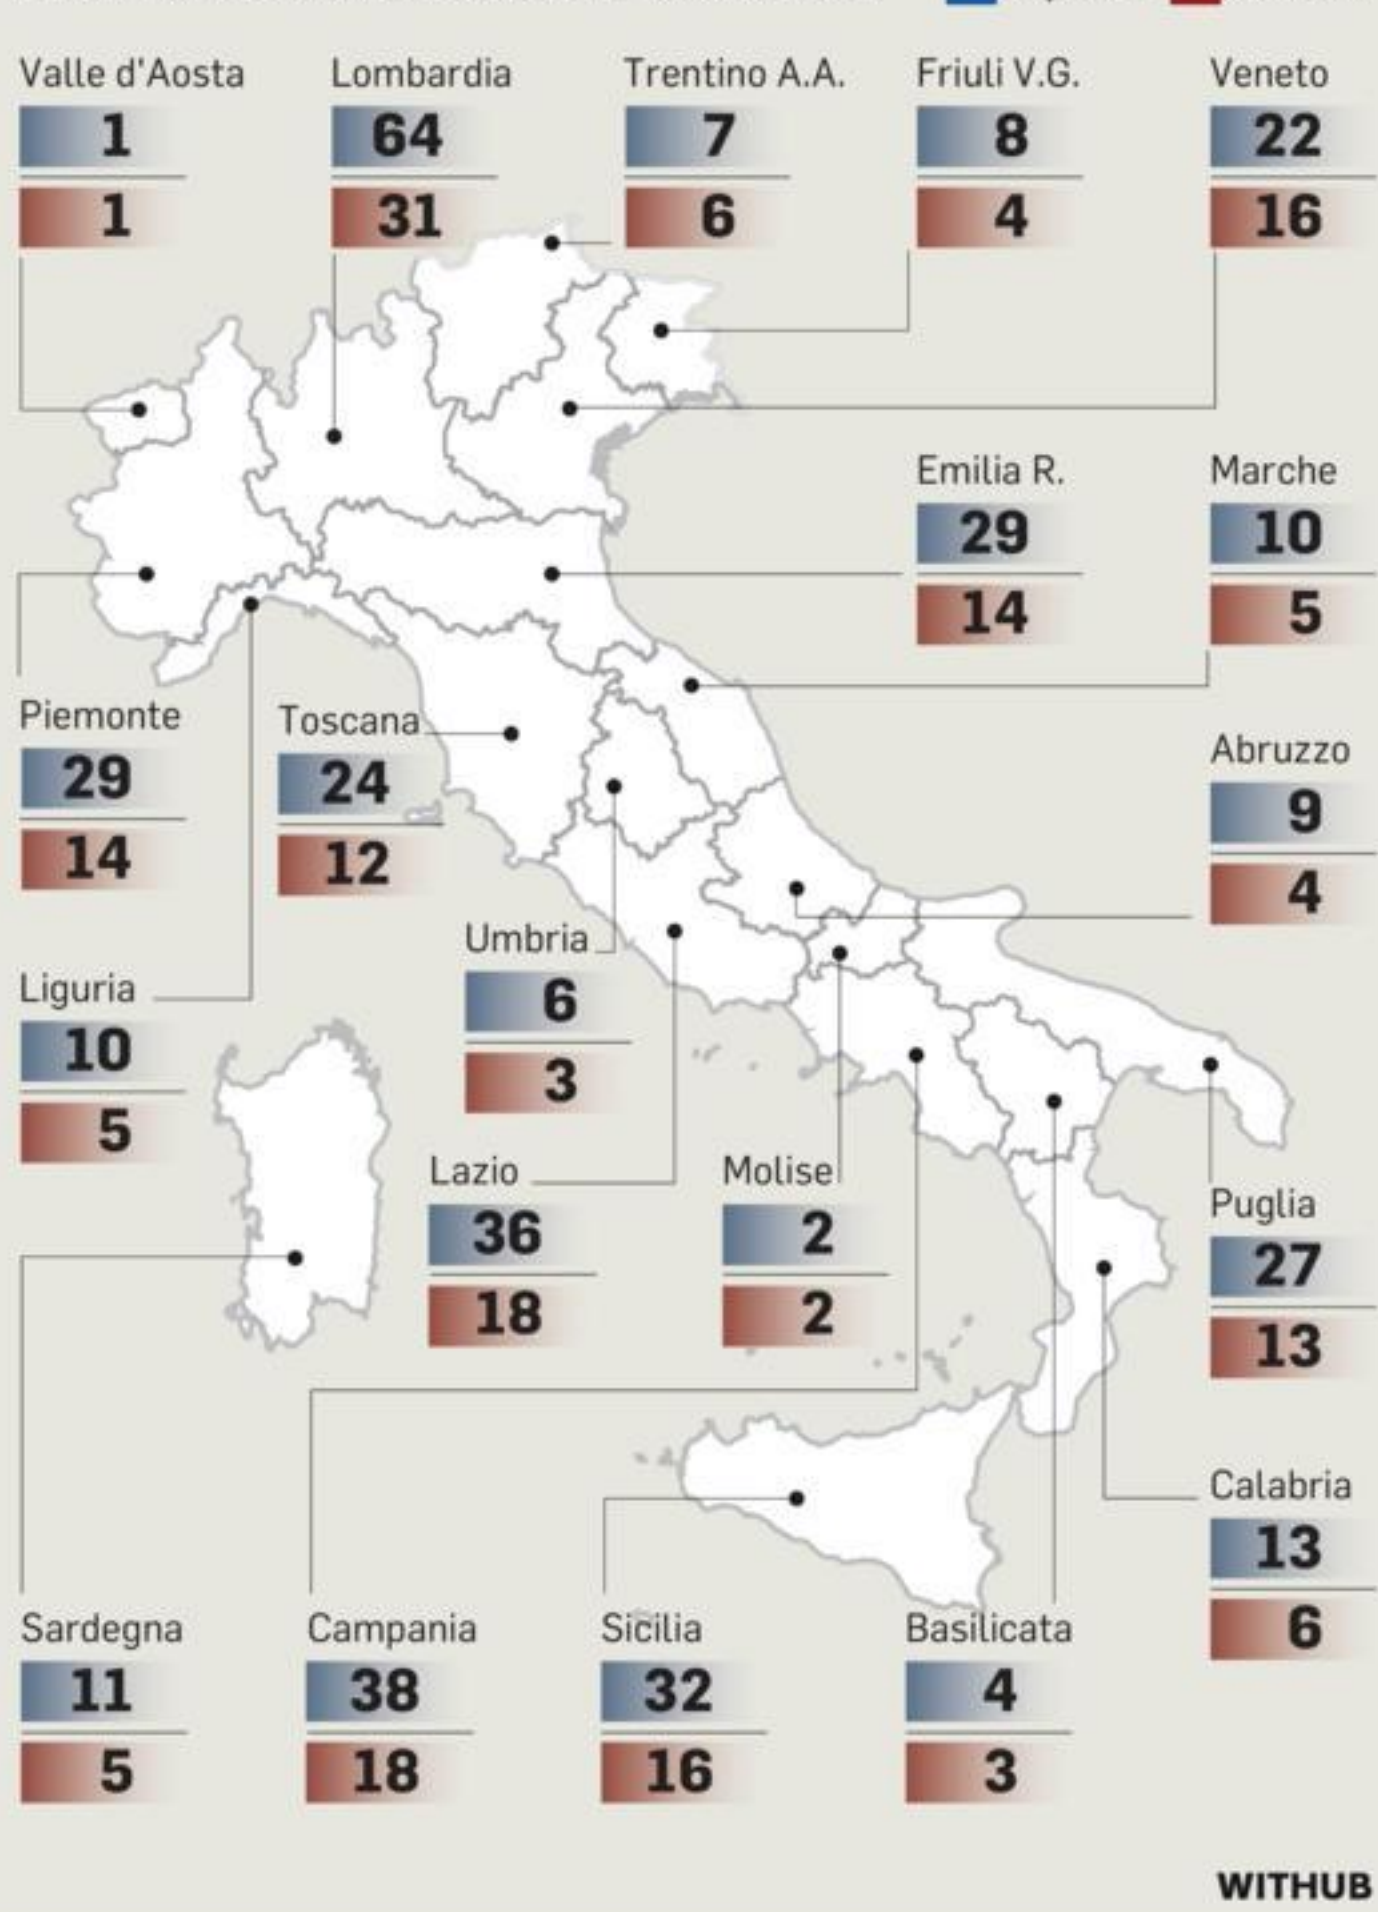 Valle d'Aosta
1
1
Lombardia
64
31
Trentino A.A.
7
6
Friuli V.G.
8
4
Veneto
22
16
Emilia R.
29
14
Marche
10
5
Piemonte
29
14
Toscana
24
12
Abruzzo
9
4
Umbria
6
3
Liguria
10
5
Lazio
36
18
Molise
2
2
Puglia
27
13
Calabria
13
6
Sardegna
11
5
Campania
38
18
Sicilia
32
16
Basilicata
4
3
WITHUB